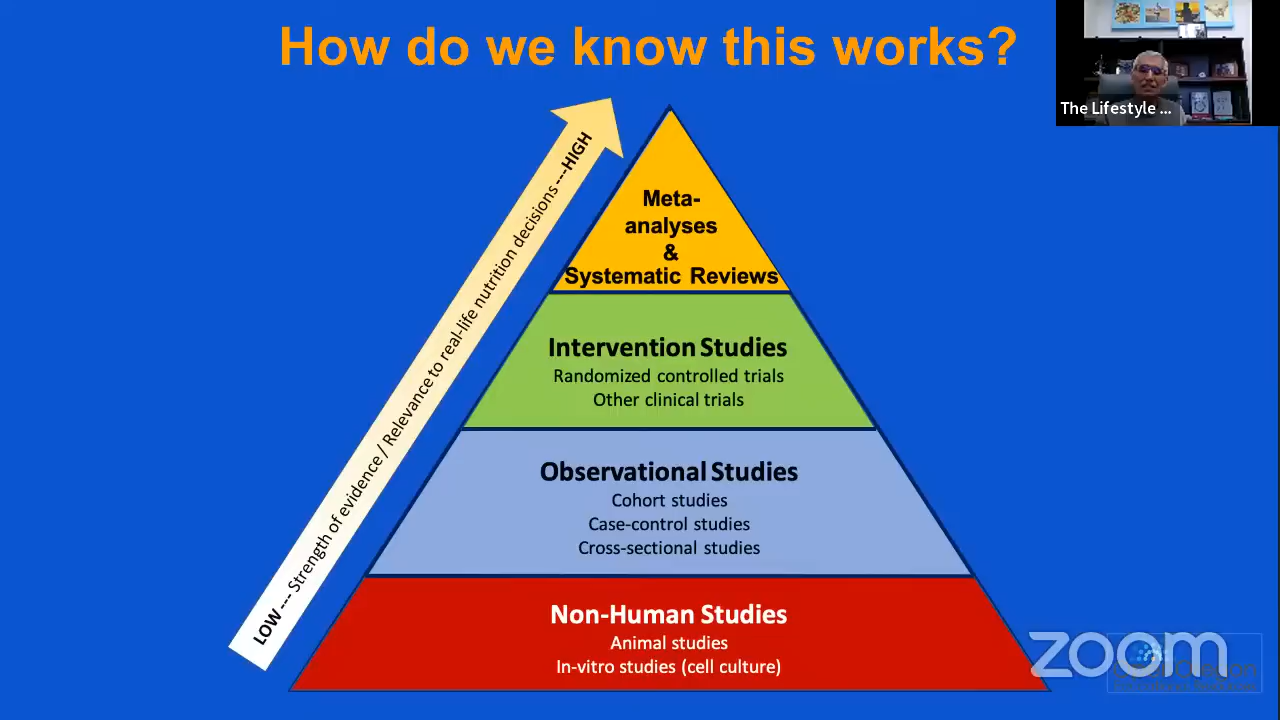 How do we know this works?
The Lifestyle ...
LOW --- Strength of evidence / Relevance to real-life nutrition decisions ---HIGH
Meta-
analyses
&
Systematic Reviews
Intervention Studies
Randomized controlled trials
Other clinical trials
Observational Studies
Cohort studies
Case-control studies
Cross-sectional studies
Non-Human Studies
Animal studies
In-vitro studies (cell culture)
zoom